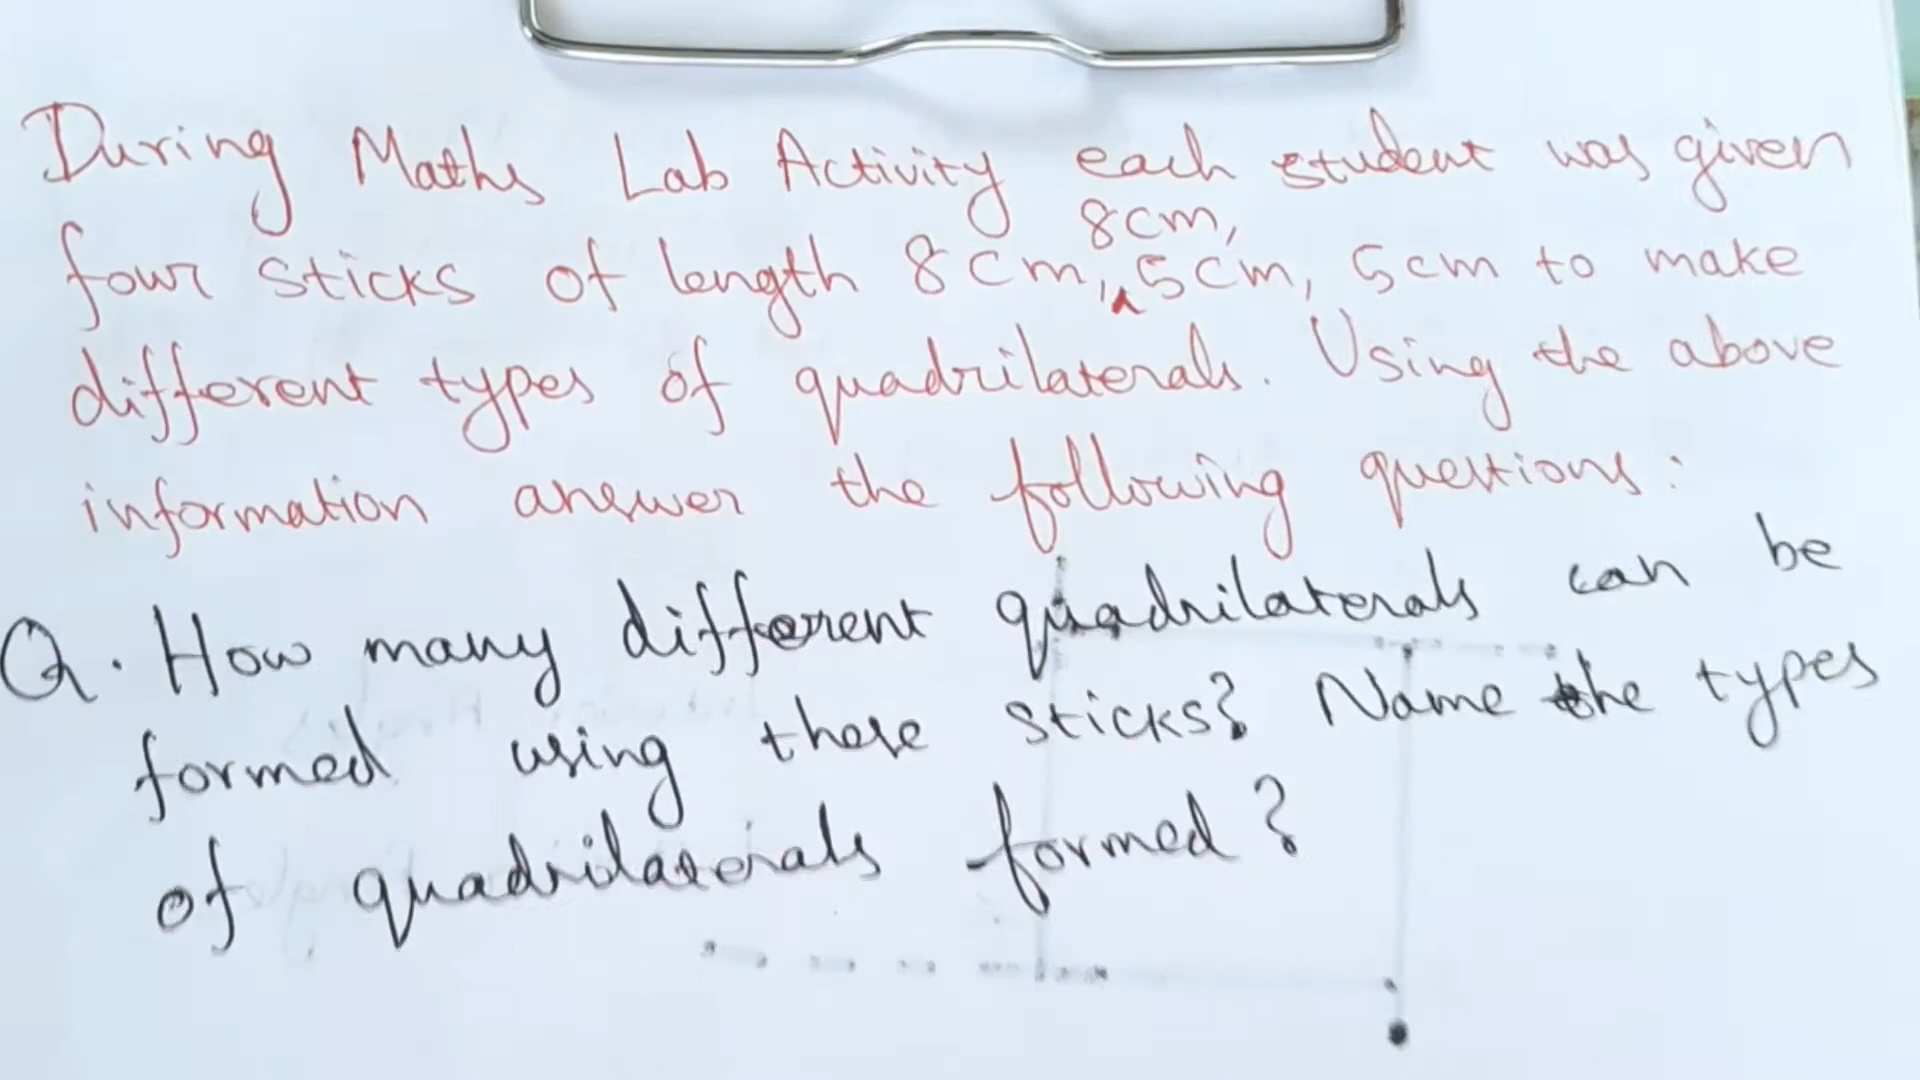 During Maths Lab Activity each student was given
8cm,
four sticks of length 8cm, 5cm, 5cm to make
different types of quadrilaterals. Using the above
information answer the following questions:
Q. How many different quadrilaterals can be
formed using these sticks? Name the types
of quadrilaterals formed?